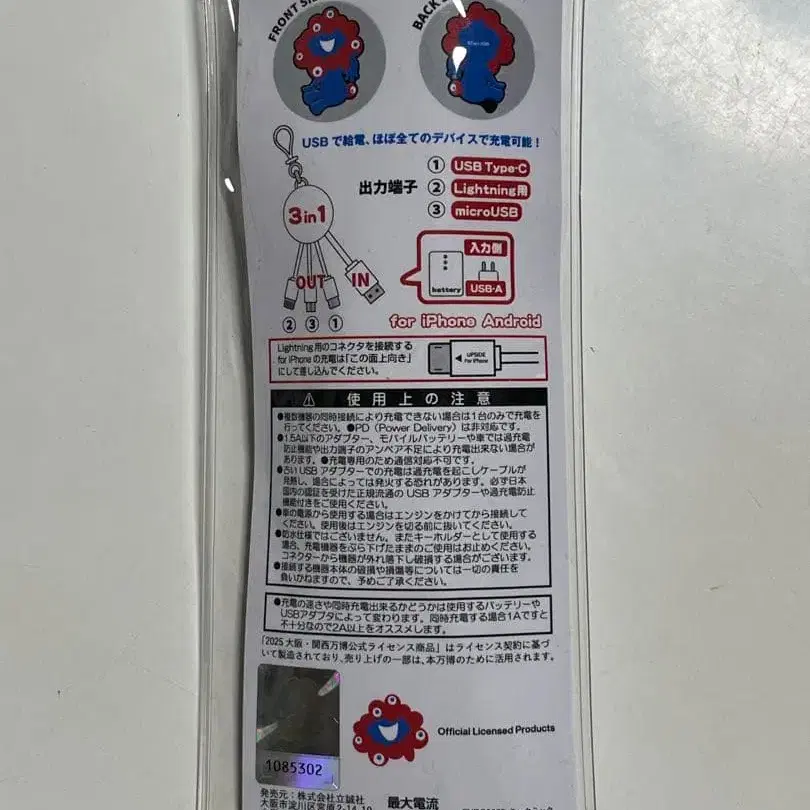 FRONT SI
BACK S
USBで給電、ほぼ全てのデバイスで充電可能！
出力端子
① USB Type-C
② Lightning用
③ microUSB
3in1
OUT
IN
② ③ ①
入力側
battery
USB-A
for iPhone Android
Lightning用のコネクタを接続する
for iPhoneの充電は「この面上向き」
にして差し込んでください。
UPSIDE
For iPhone
⚠ 使用上の注意
●複数機器の同時接続により充電できない場合は1台のみで充電を
行ってください。●PD（Power Delivery）は非対応です。
●1.5A以下のアダプター、モバイルバッテリーや車では過充電
防止機能や出力端子のアンペア不足により充電出来ない場合が
あります。●充電専用のため通信対応不可です。
●古いUSBアダプターでの充電は過充電を起こしケーブルが
発熱し、場合によっては発火する恐れがあります。必ず日本
国内の認証を受けた正規流通のUSBアダプターや過充電防止
機能付きをご使用ください。
●車の電源から使用する場合はエンジンをかけてから接続して
ください。使用後はエンジンを切る前に抜いてください。
●防水仕様ではございません。またキーホルダーとして使用する
場合、充電機器をぶら下げたままのご使用はお止めください。
コネクターから機器が外れ落下し破損する場合がございます。
●接続する機器本体の破損や損傷等については一切の責任を
負いかねますので、予めご了承ください。
●充電の速さや同時充電出来るかどうかは使用するバッテリーや
USBアダプタによって変わります。同時充電する場合1Aですと
不十分なので2A以上をオススメします。
「2025大阪・関西万博公式ライセンス商品」はライセンス契約に基づ
いて製造されており、売り上げの一部は、本万博のために活用されます。
1085302
Official Licensed Products
発売元：株式会社立誠社
大阪市淀川区宮原2-14-10
最大電流